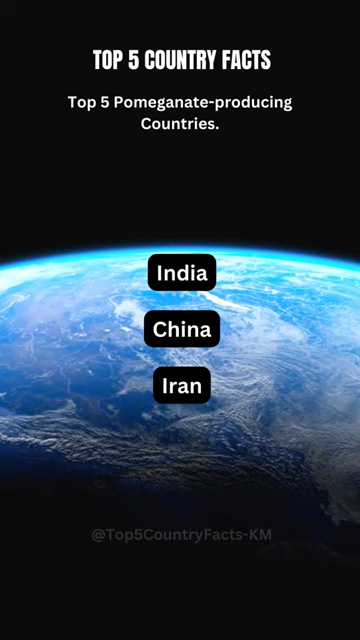 TOP 5 COUNTRY FACTS
Top 5 Pomeganate-producing
Countries.
India
China
Iran
@Top5CountryFacts-KM